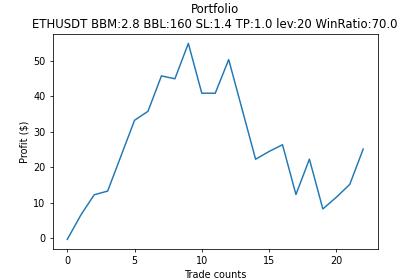 Portfolio
ETHUSDT BBM:2.8 BBL:160 SL:1.4 TP:1.0 lev:20 WinRatio:70.0
Profit ($)
50
40
30
20
10
0
0 5 10 15 20
Trade counts